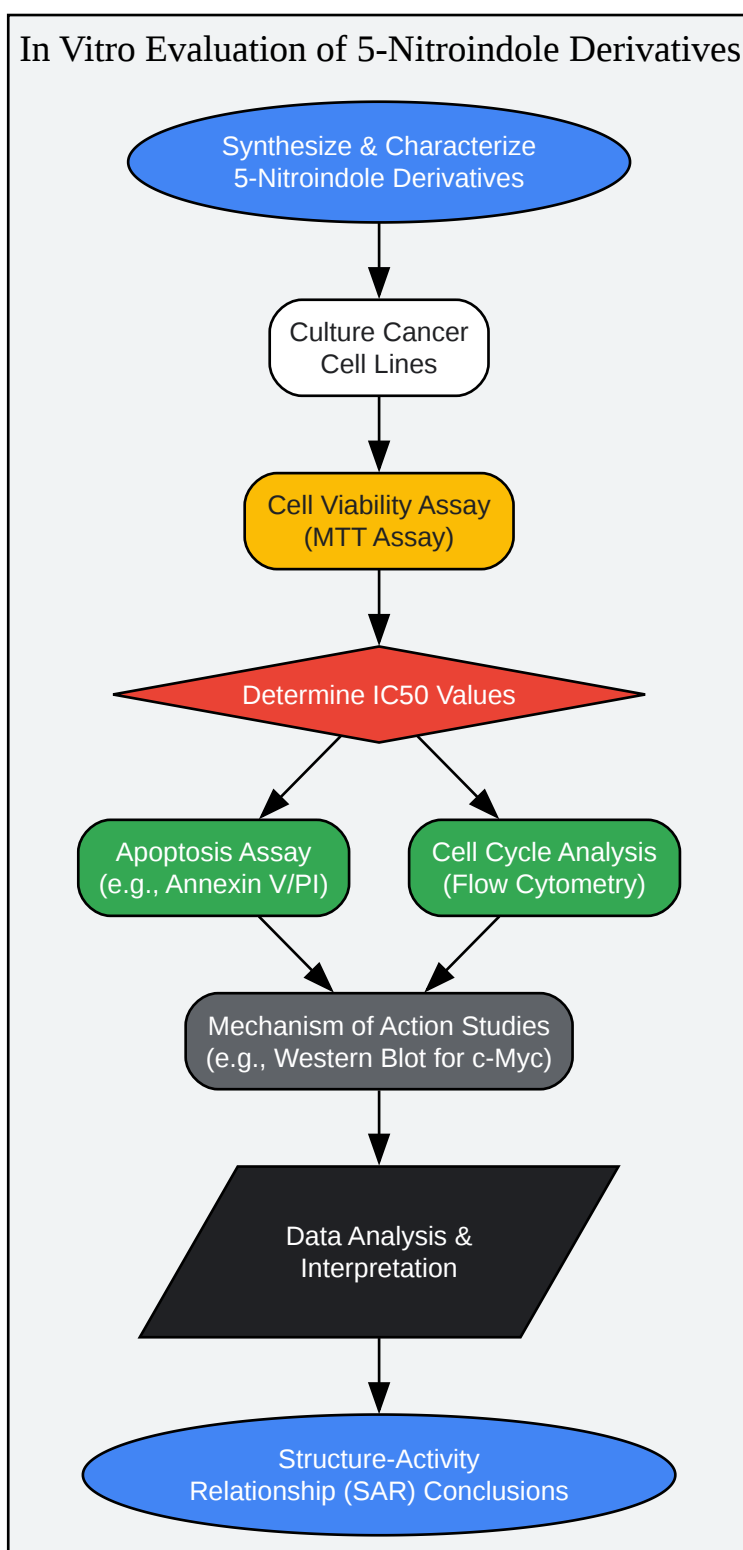 In Vitro Evaluation of 5-Nitroindole Derivatives
Synthesize & Characterize
5-Nitroindole Derivatives
Culture Cancer
Cell Lines
Cell Viability Assay
(MTT Assay)
Determine IC50 Values
Apoptosis Assay
(e.g., Annexin V/PI)
Cell Cycle Analysis
(Flow Cytometry)
Mechanism of Action Studies
(e.g., Western Blot for c-Myc)
Data Analysis &
Interpretation
Structure-Activity
Relationship (SAR) Conclusions